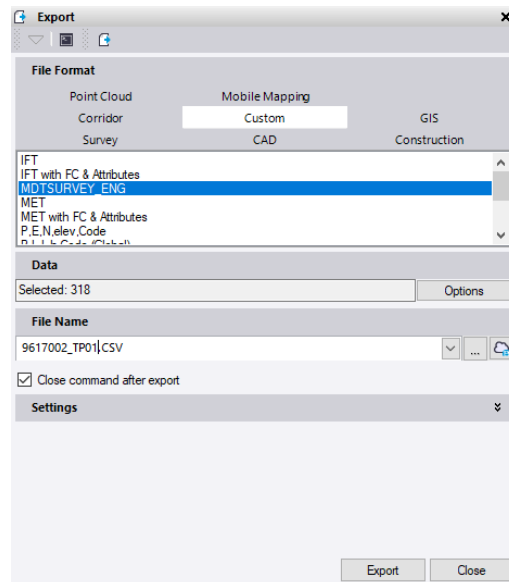 Export
File Format
Point Cloud Mobile Mapping
Corridor Custom GIS
Survey CAD Construction
IFT
IFT with FC & Attributes
MDTSURVEY_ENG
MET
MET with FC & Attributes
P,E,N,elev,Code
Data
Selected: 318 Options
File Name
9617002_TP01.CSV ...
Close command after export
Settings
Export Close